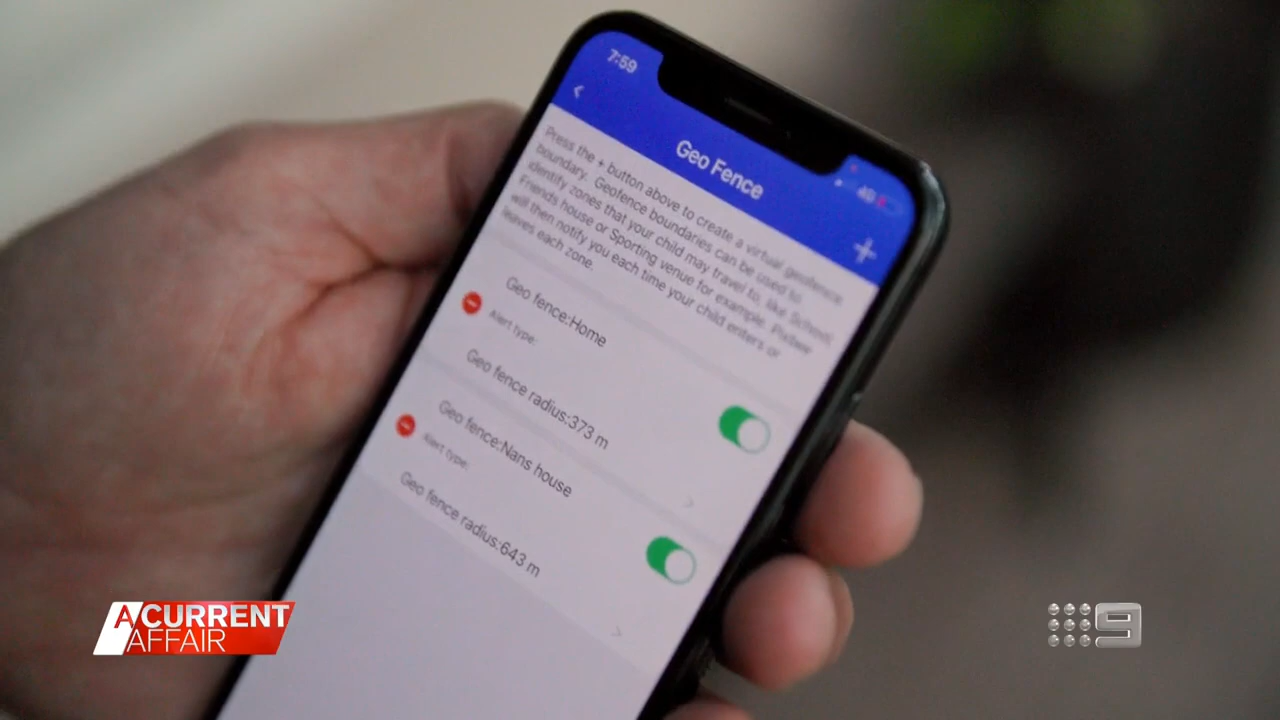 7:59
4G
Geo Fence
Press the + button above to create a virtual geofence
boundary. Geofence boundaries can be used to
identify zones that your child may travel to, like School,
Friends house or Sporting venue for example. Pixbee
will then notify you each time your child enters or
leaves each zone.
Geo fence:Home
Alert type:
Geo fence radius:373 m
Geo fence:Nans house
Alert type:
Geo fence radius:643 m
A CURRENT
AFFAIR
9